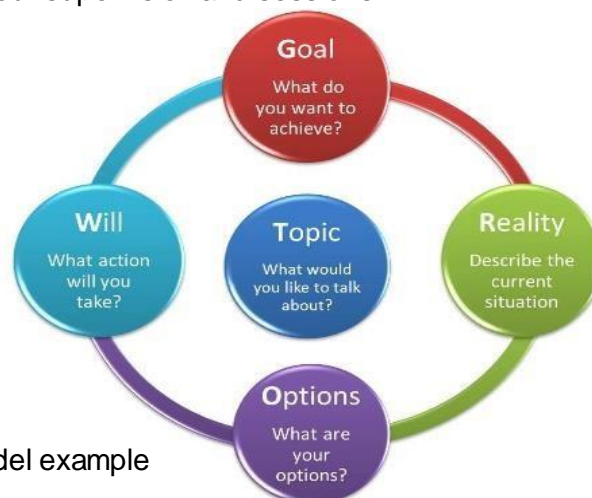 Goal
What do
you want to
achieve?
Will
What action
will you
take?
Topic
What would
you like to talk
about?
Reality
Describe the
current
situation
Options
What are
your
options?
example